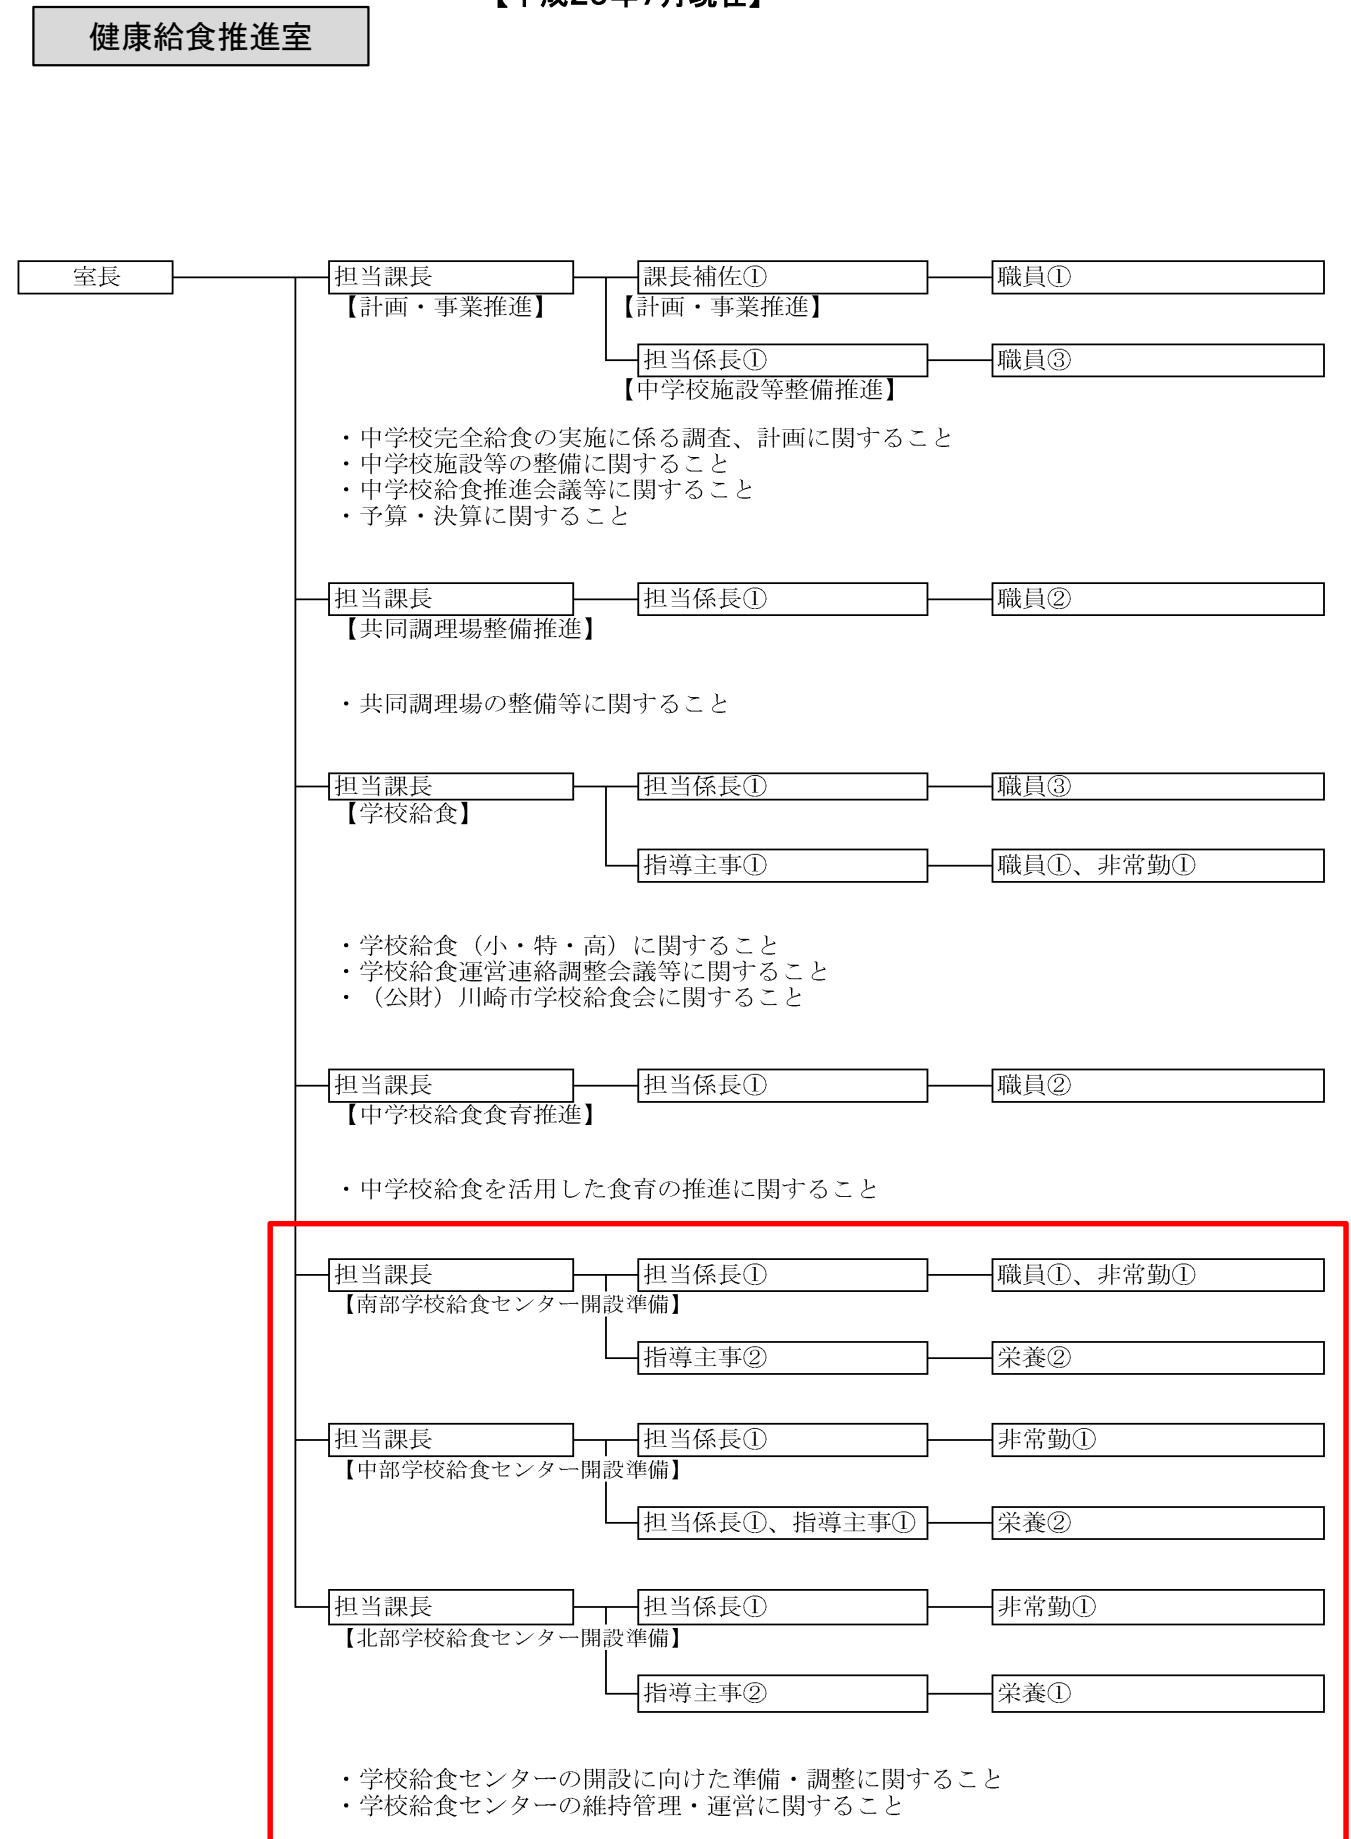 健康給食推進室
室長
担当課長
課長補佐①
職員①
【計画・事業推進】
【計画・事業推進】
担当係長①
職員③
【中学校施設等整備推進】
・中学校完全給食の実施に係る調査、計画に関すること
・中学校施設等の整備に関すること
・中学校給食推進会議等に関すること
・予算・決算に関すること
担当課長
担当係長①
職員②
【共同調理場整備推進】
・共同調理場の整備等に関すること
担当課長
担当係長①
職員③
【学校給食】
指導主事①
職員①、非常勤①
・学校給食（小・特・高）に関すること
・学校給食運営連絡調整会議等に関すること
・（公財）川崎市学校給食会に関すること
担当課長
担当係長①
職員②
【中学校給食食育推進】
・中学校給食を活用した食育の推進に関すること
担当課長
担当係長①
職員①、非常勤①
【南部学校給食センター開設準備】
指導主事②
栄養②
担当課長
担当係長①
非常勤①
【中部学校給食センター開設準備】
担当係長①、指導主事①
栄養②
担当課長
担当係長①
非常勤①
【北部学校給食センター開設準備】
指導主事②
栄養①
・学校給食センターの開設に向けた準備・調整に関すること
・学校給食センターの維持管理・運営に関すること